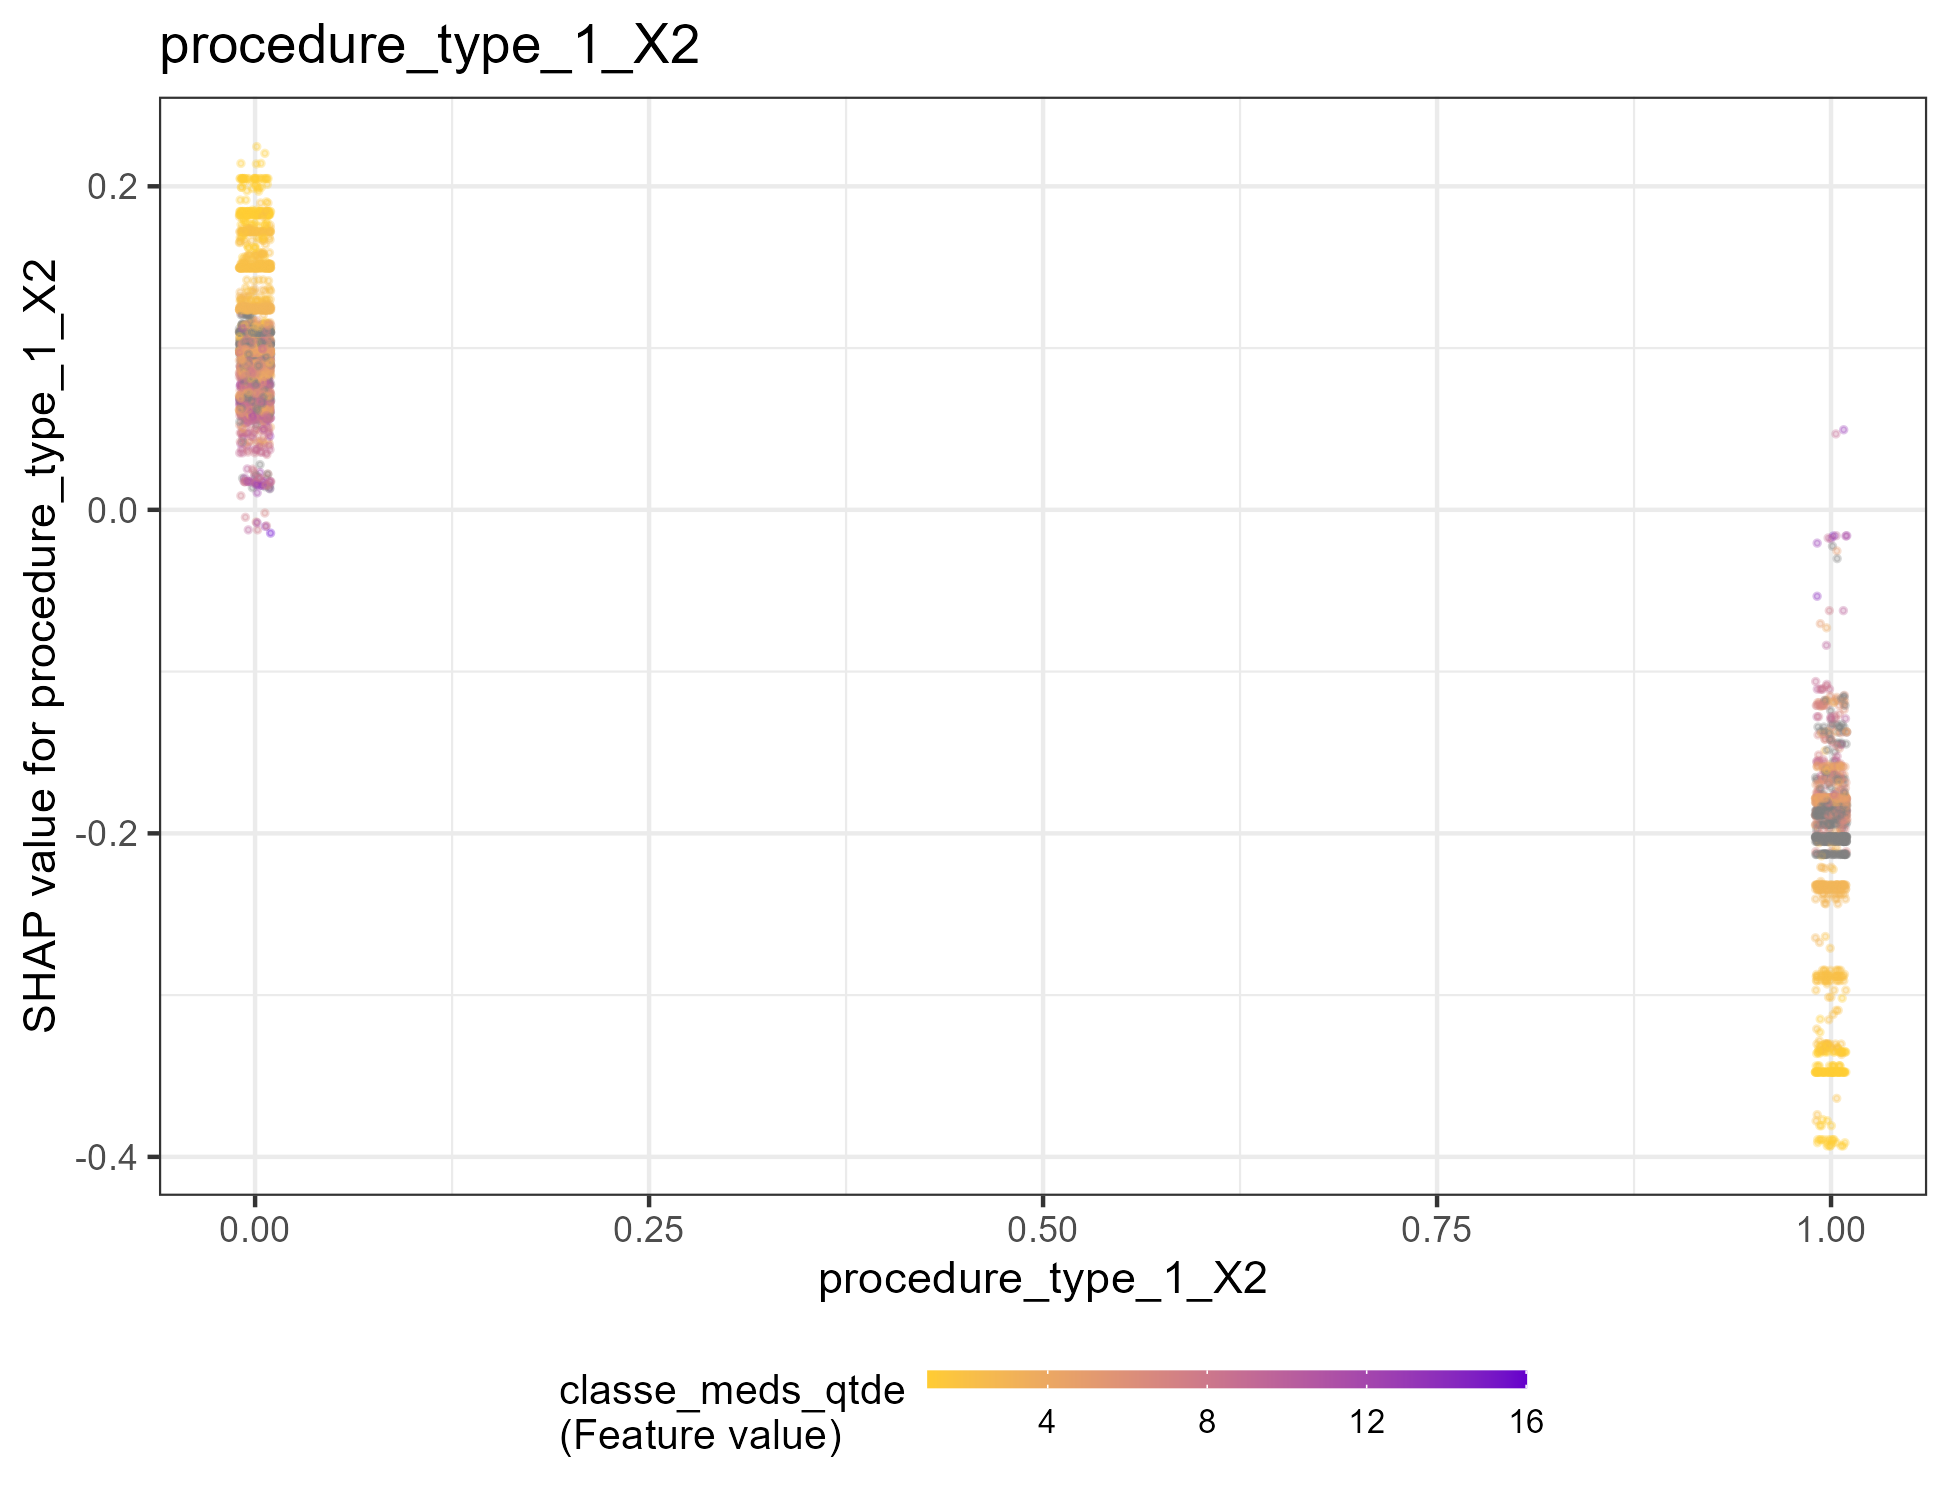 procedure_type_1_X2
SHAP value for procedure_type_1_X2
0.2
0.0
-0.2
-0.4
0.00 0.25 0.50 0.75 1.00
procedure_type_1_X2
classe_meds_qtde
(Feature value)
4 8 12 16